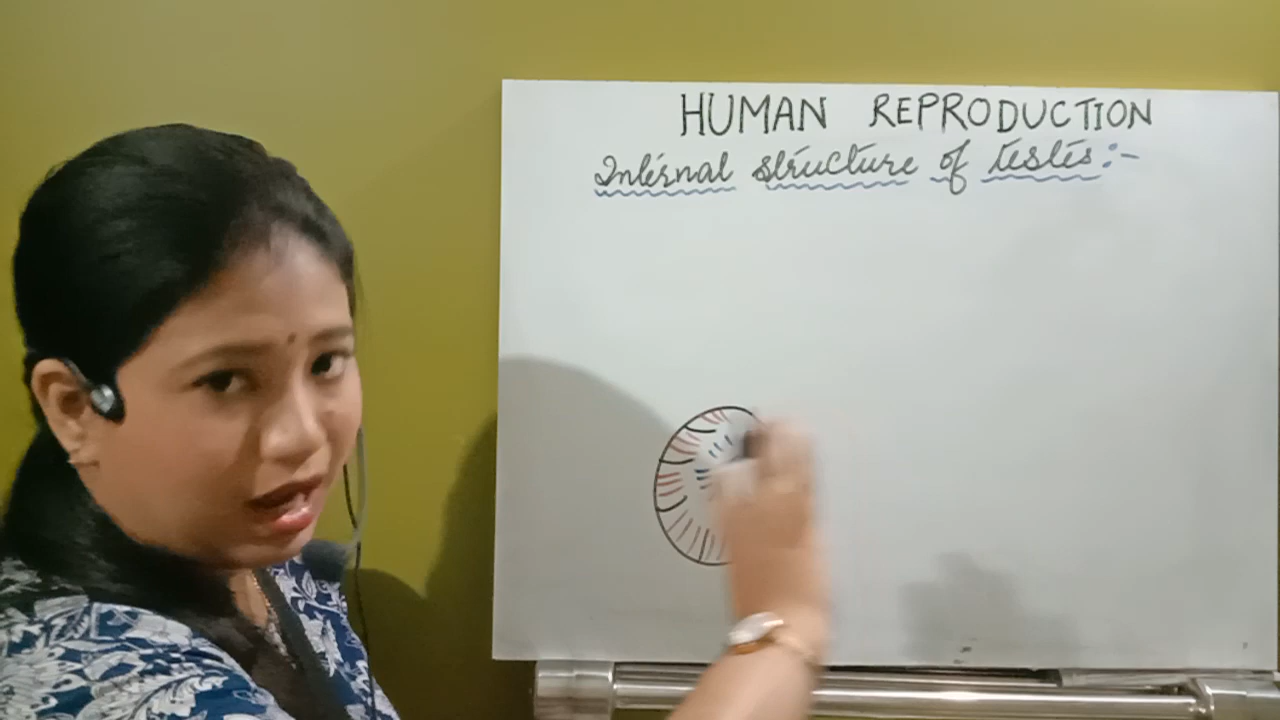 HUMAN REPRODUCTION
Internal structure of testes:-